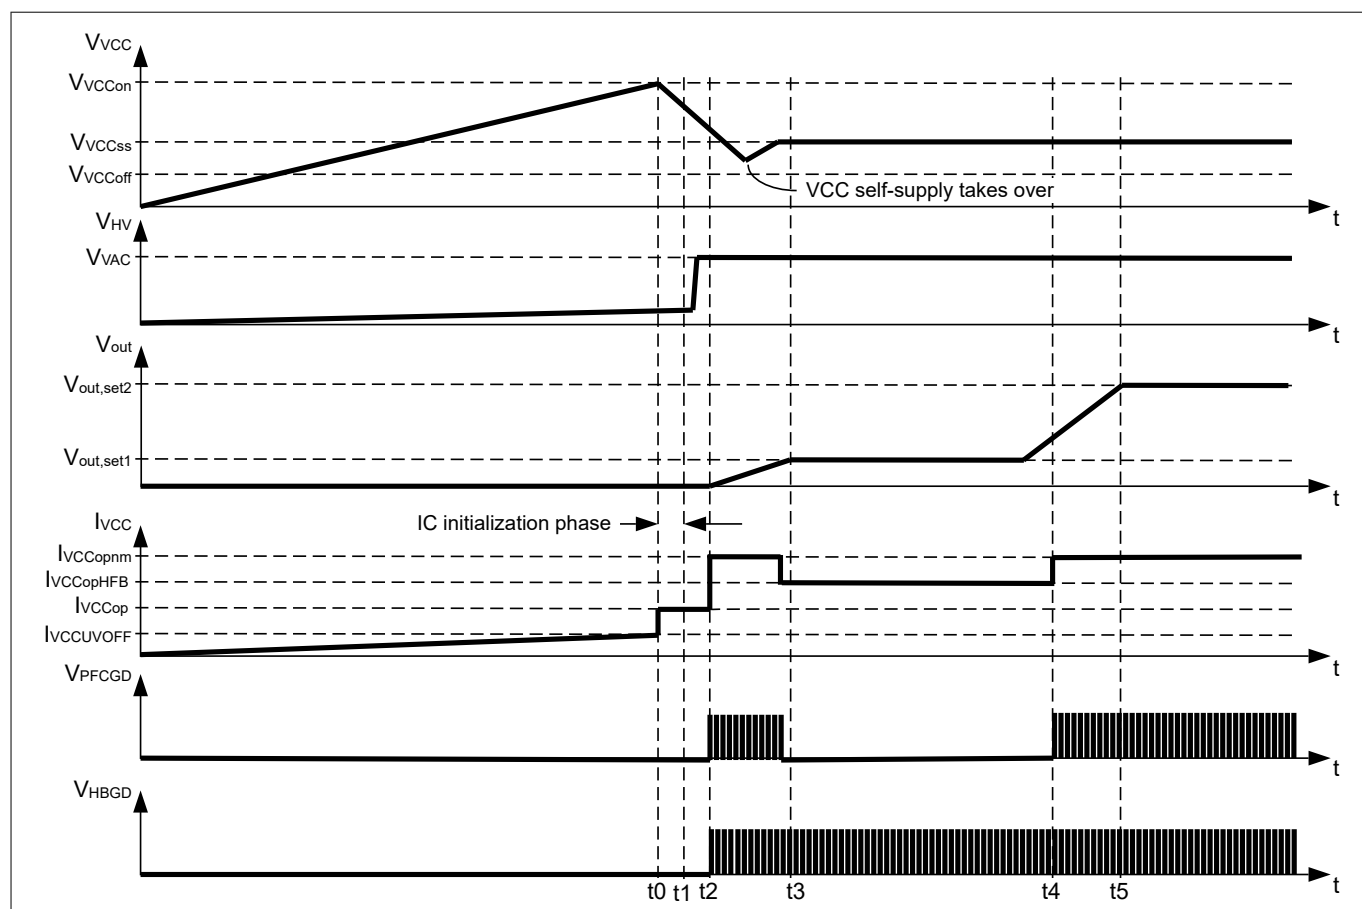 VVCC
VVCCon
VVCCss
VVCCoff
VCC self-supply takes over
t
VHV
VVAC
t
Vout
Vout,set2
Vout,set1
t
IVCC
IC initialization phase
IVCCopnm
IVCCopHFB
IVCCop
IVCCUVOFF
t
VPFCGD
t
VHBGD
t
t0 t1 t2 t3 t4 t5